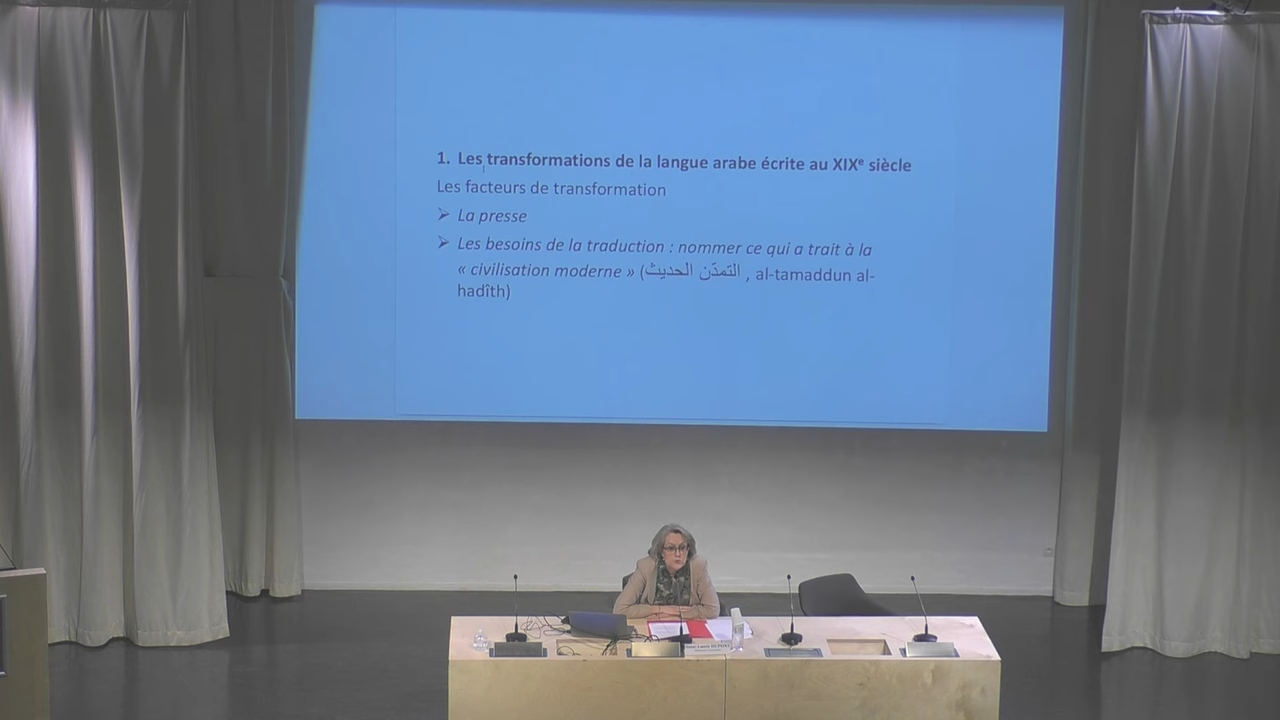 1. Les transformations de la langue arabe écrite au XIXᵉ siècle
Les facteurs de transformation
➢ La presse
➢ Les besoins de la traduction : nommer ce qui a trait à la
« civilisation moderne » (التمدّن الحديث , al-tamaddun al-
hadîth)